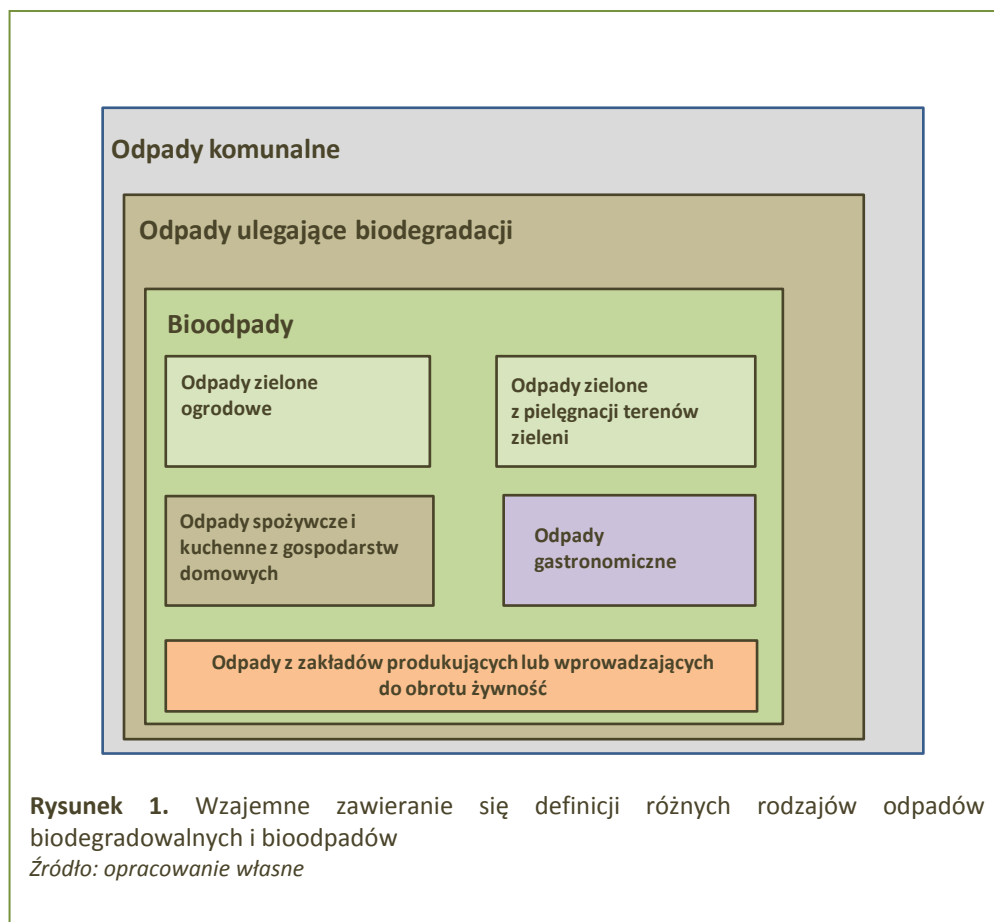 Odpady komunalne
Odpady ulegające biodegradacji
Bioodpady
Odpady zielone
ogrodowe
Odpady zielone
z pielęgnacji terenów
zieleni
Odpady spożywcze i
kuchenne z gospodarstw
domowych
Odpady
gastronomiczne
Odpady z zakładów produkujących lub wprowadzających
do obrotu żywność
Rysunek 1. Wzajemne zawieranie się definicji różnych rodzajów odpadów
biodegradowalnych i bioodpadów
Źródło: opracowanie własne